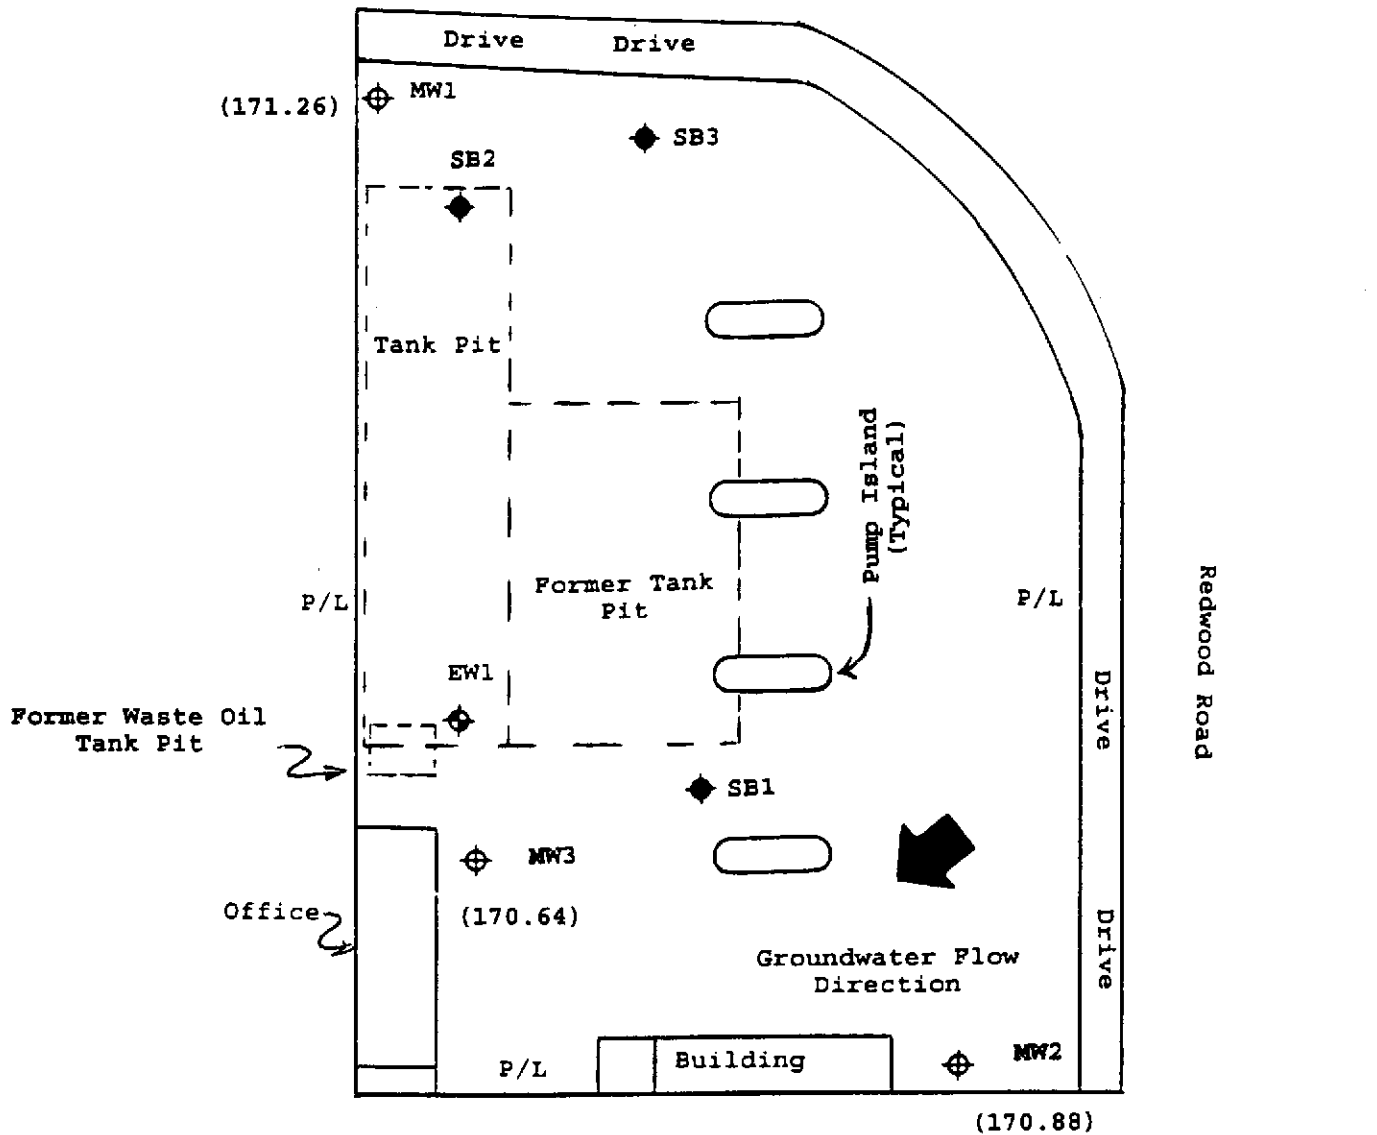 Drive Drive
(171.26)
MW1
SB3
SB2
Tank Pit
Pump Island
(Typical)
Former Tank
Pit
P/L
P/L
Redwood Road
EW1
Drive
Former Waste Oil
Tank Pit
SB1
MW3
(170.64)
Office
Drive
Groundwater Flow
Direction
P/L
Building
MW2
(170.88)